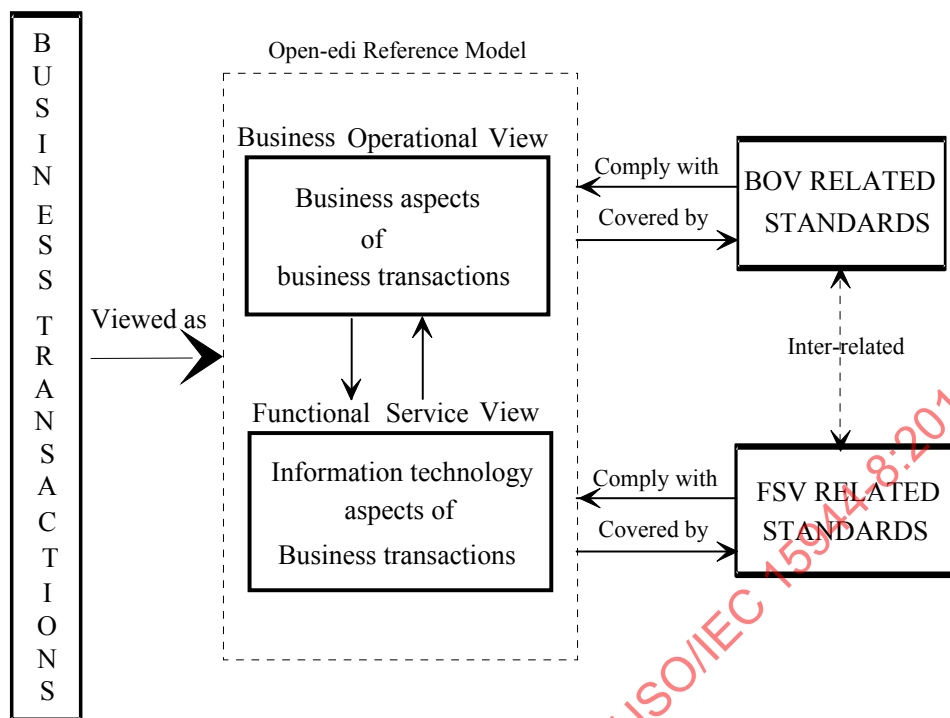 BUSINESS TRANSACTIONS
Open-edi Reference Model
Business Operational View
Business aspects
of
business transactions
Viewed as
Functional Service View
Information technology
aspects of
Business transactions
Comply with
Covered by
BOV RELATED
STANDARDS
Inter-related
Comply with
Covered by
FSV RELATED
STANDARDS
ISO/IEC 15944-8:201